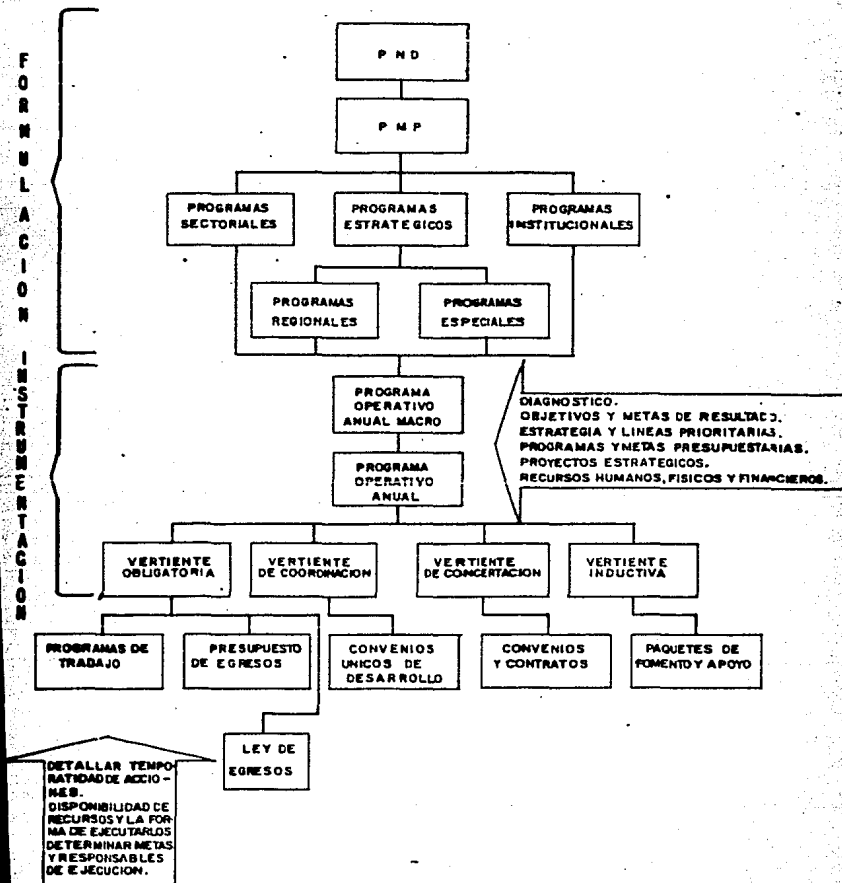 FORMULACION
P N D
P M P
PROGRAMAS
SECTORIALES
PROGRAMAS
ESTRATEGICOS
PROGRAMAS
INSTITUCIONALES
PROGRAMAS
REGIONALES
PROGRAMAS
ESPECIALES
INSTRUMENTACION
PROGRAMA
OPERATIVO
ANUAL MACRO
PROGRAMA
OPERATIVO
ANUAL
DIAGNOSTICO.
OBJETIVOS Y METAS DE RESULTADO.
ESTRATEGIA Y LINEAS PRIORITARIAS.
PROGRAMAS Y METAS PRESUPUESTARIAS.
PROYECTOS ESTRATEGICOS.
RECURSOS HUMANOS, FISICOS Y FINANCIEROS.
VERTIENTE
OBLIGATORIA
VERTIENTE
DE COORDINACION
VERTIENTE
DE CONCERTACION
VERTIENTE
INDUCTIVA
PROGRAMAS DE
TRABAJO
PRESUPUESTO
DE EGRESOS
CONVENIOS
UNICOS DE
DESARROLLO
CONVENIOS
Y CONTRATOS
PAQUETES DE
FOMENTO Y APOYO
LEY DE
EGRESOS
DETALLAR TEMPO-
RATIDAD DE ACCIO-
NES.
DISPONIBILIDAD DE
RECURSOS Y LA FOR-
MA DE EJECUTARLOS
DETERMINAR METAS
Y RESPONSABLES
DE EJECUCION.